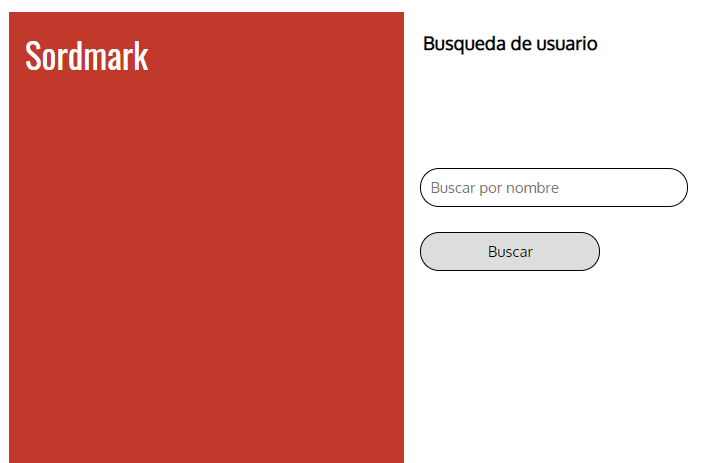 Sordmark
Busqueda de usuario
Buscar por nombre
Buscar